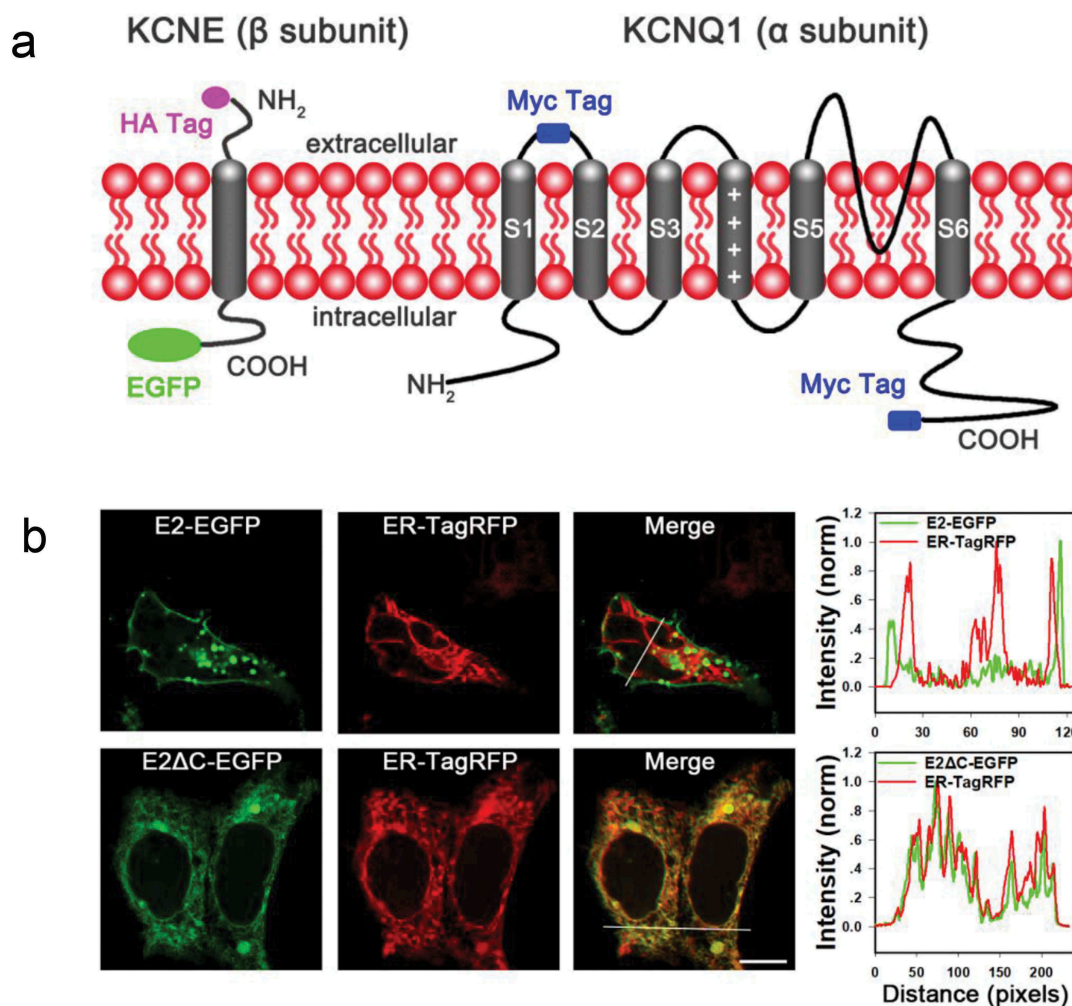 a
KCNE (β subunit)
KCNQ1 (α subunit)
NH2
HA Tag
extracellular
Myc Tag
S1
S2
S3
+
+
+
+
S5
S6
intracellular
COOH
EGFP
NH2
Myc Tag
COOH
b
E2-EGFP
ER-TagRFP
Merge
Intensity (norm)
1.2
1.0
.8
.6
.4
.2
0.0
E2-EGFP
ER-TagRFP
0 30 60 90 120
E2ΔC-EGFP
ER-TagRFP
Merge
Intensity (norm)
1.2
1.0
.8
.6
.4
.2
0.0
E2ΔC-EGFP
ER-TagRFP
0 50 100 150 200
Distance (pixels)